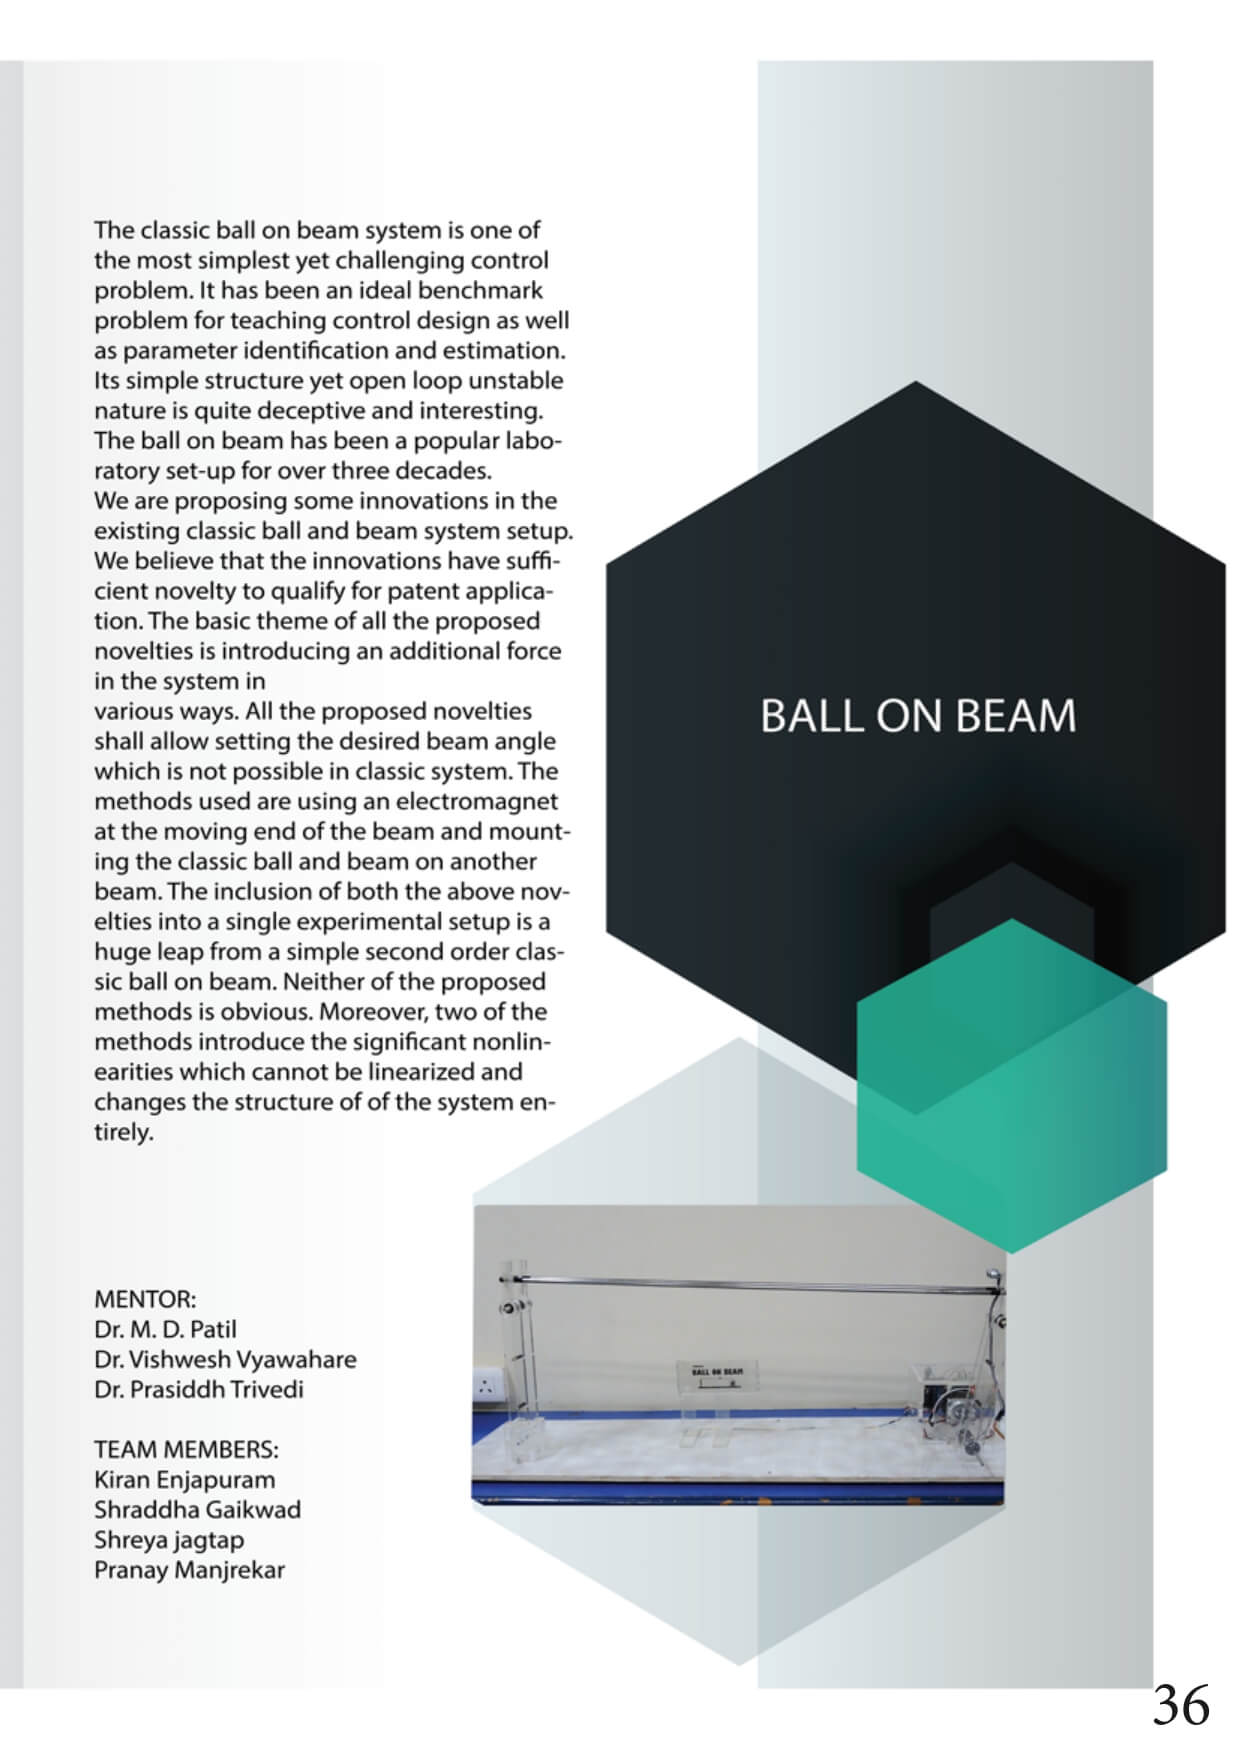 The classic ball on beam system is one of
the most simplest yet challenging control
problem. It has been an ideal benchmark
problem for teaching control design as well
as parameter identification and estimation.
Its simple structure yet open loop unstable
nature is quite deceptive and interesting.
The ball on beam has been a popular labo-
ratory set-up for over three decades.
We are proposing some innovations in the
existing classic ball and beam system setup.
We believe that the innovations have suffi-
cient novelty to qualify for patent applica-
tion. The basic theme of all the proposed
novelties is introducing an additional force
in the system in
various ways. All the proposed novelties
shall allow setting the desired beam angle
which is not possible in classic system. The
methods used are using an electromagnet
at the moving end of the beam and mount-
ing the classic ball and beam on another
beam. The inclusion of both the above nov-
elties into a single experimental setup is a
huge leap from a simple second order clas-
sic ball on beam. Neither of the proposed
methods is obvious. Moreover, two of the
methods introduce the significant nonlin-
earities which cannot be linearized and
changes the structure of of the system en-
tirely.
BALL ON BEAM
MENTOR:
Dr. M. D. Patil
Dr. Vishwesh Vyawahare
Dr. Prasiddh Trivedi
TEAM MEMBERS:
Kiran Enjapuram
Shraddha Gaikwad
Shreya jagtap
Pranay Manjrekar
BALL ON BEAM
36